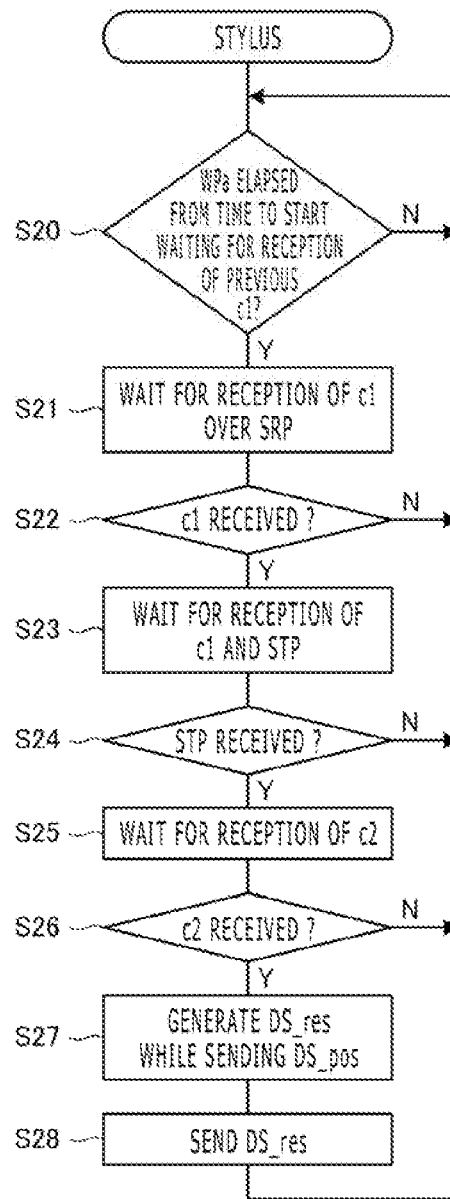 STYLUS
S20
WPa ELAPSED
FROM TIME TO START
WAITING FOR RECEPTION
OF PREVIOUS
c1?
N
Y
S21
WAIT FOR RECEPTION OF c1
OVER SRP
S22
c1 RECEIVED ?
N
Y
S23
WAIT FOR RECEPTION OF
c1 AND STP
S24
STP RECEIVED ?
N
Y
S25
WAIT FOR RECEPTION OF c2
S26
c2 RECEIVED ?
N
Y
S27
GENERATE DS_res
WHILE SENDING DS_pos
S28
SEND DS_res